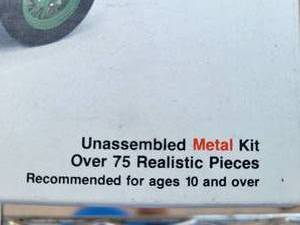 Unassembled Metal Kit
Over 75 Realistic Pieces
Recommended for ages 10 and over